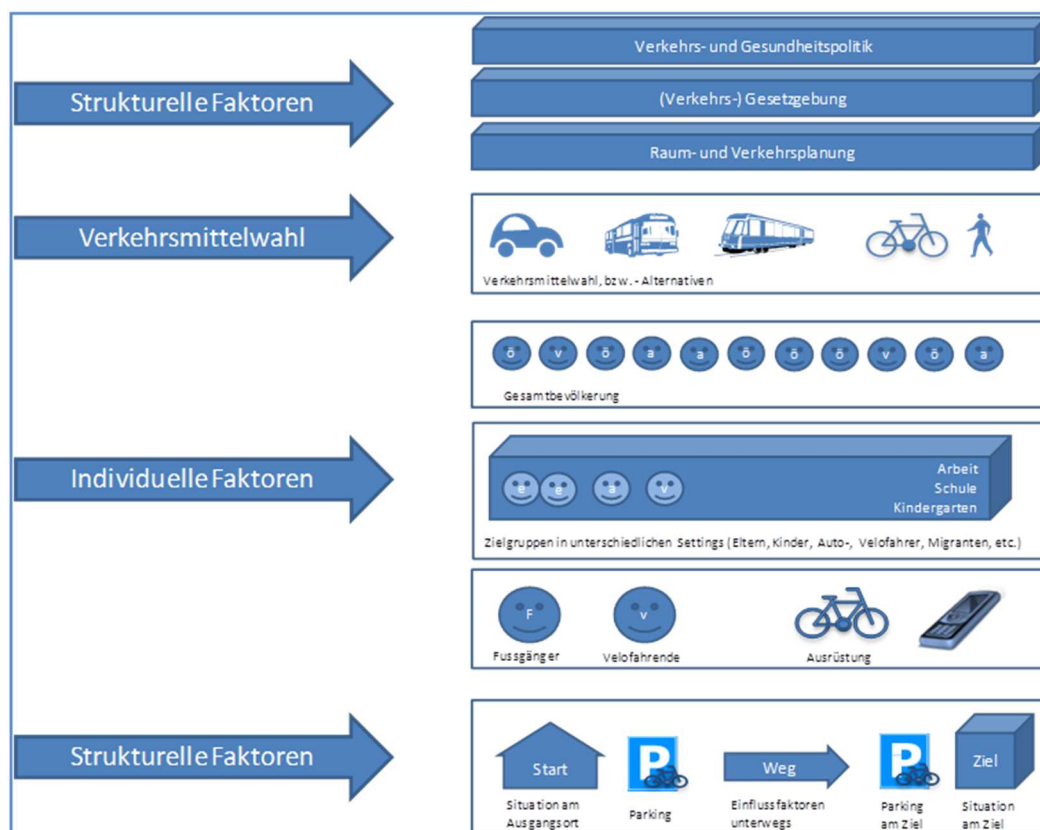 Verkehrs- und Gesundheitspolitik
Strukturelle Faktoren
(Verkehrs-) Gesetzgebung
Raum- und Verkehrsplanung
Verkehrsmittelwahl
Verkehrsmittelwahl, bzw. - Alternativen
ö v ö a a ö ö ö v ö a
Gesamtbevölkerung
Individuelle Faktoren
e e a v
Arbeit
Schule
Kindergarten
Zielgruppen in unterschiedlichen Settings (Eltern, Kinder, Auto-, Velofahrer, Migranten, etc.)
F
v
Fussgänger
Velofahrende
Ausrüstung
Strukturelle Faktoren
Start
P
Weg
P
Ziel
Situation am
Ausgangsort
Parking
Einflussfaktoren
unterwegs
Parking
am Ziel
Situation
am Ziel